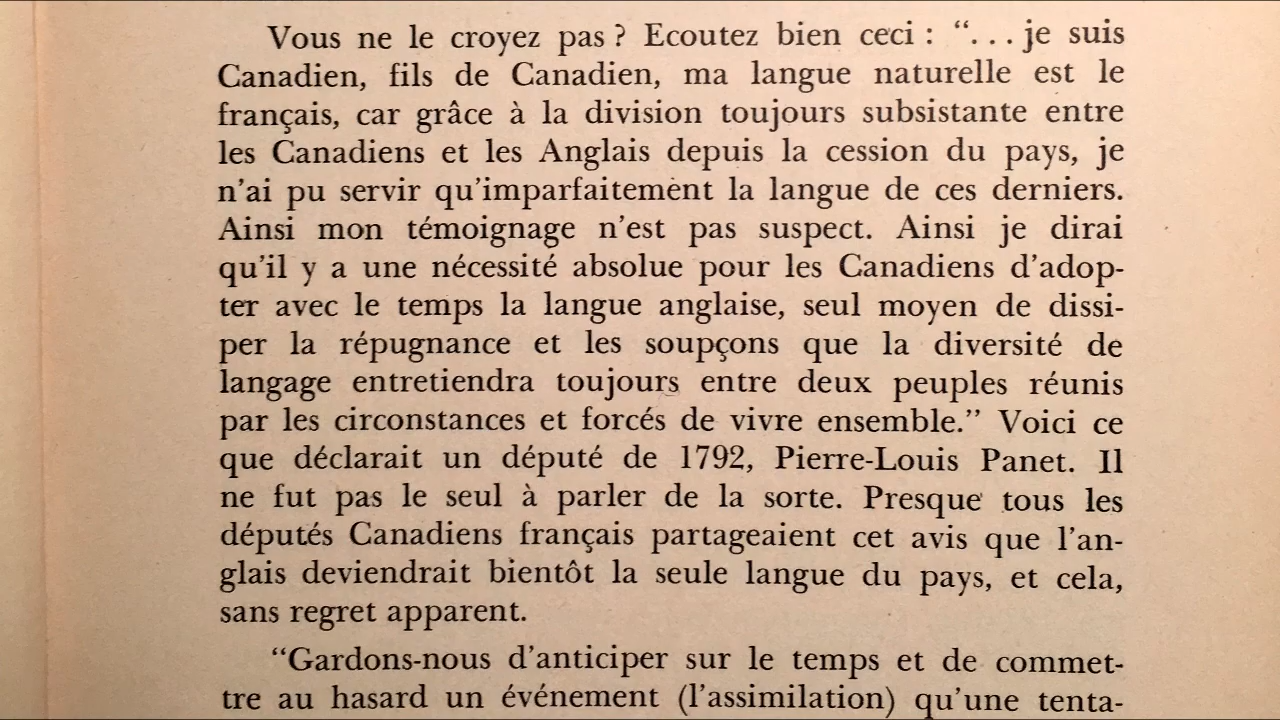 Vous ne le croyez pas ? Ecoutez bien ceci : “. . . je suis
Canadien, fils de Canadien, ma langue naturelle est le
français, car grâce à la division toujours subsistante entre
les Canadiens et les Anglais depuis la cession du pays, je
n’ai pu servir qu’imparfaitement la langue de ces derniers.
Ainsi mon témoignage n’est pas suspect. Ainsi je dirai
qu’il y a une nécessité absolue pour les Canadiens d’adop-
ter avec le temps la langue anglaise, seul moyen de dissi-
per la répugnance et les soupçons que la diversité de
langage entretiendra toujours entre deux peuples réunis
par les circonstances et forcés de vivre ensemble.” Voici ce
que déclarait un député de 1792, Pierre-Louis Panet. Il
ne fut pas le seul à parler de la sorte. Presque tous les
députés Canadiens français partageaient cet avis que l’an-
glais deviendrait bientôt la seule langue du pays, et cela,
sans regret apparent.
“Gardons-nous d’anticiper sur le temps et de commet-
tre au hasard un événement (l’assimilation) qu’une tenta-